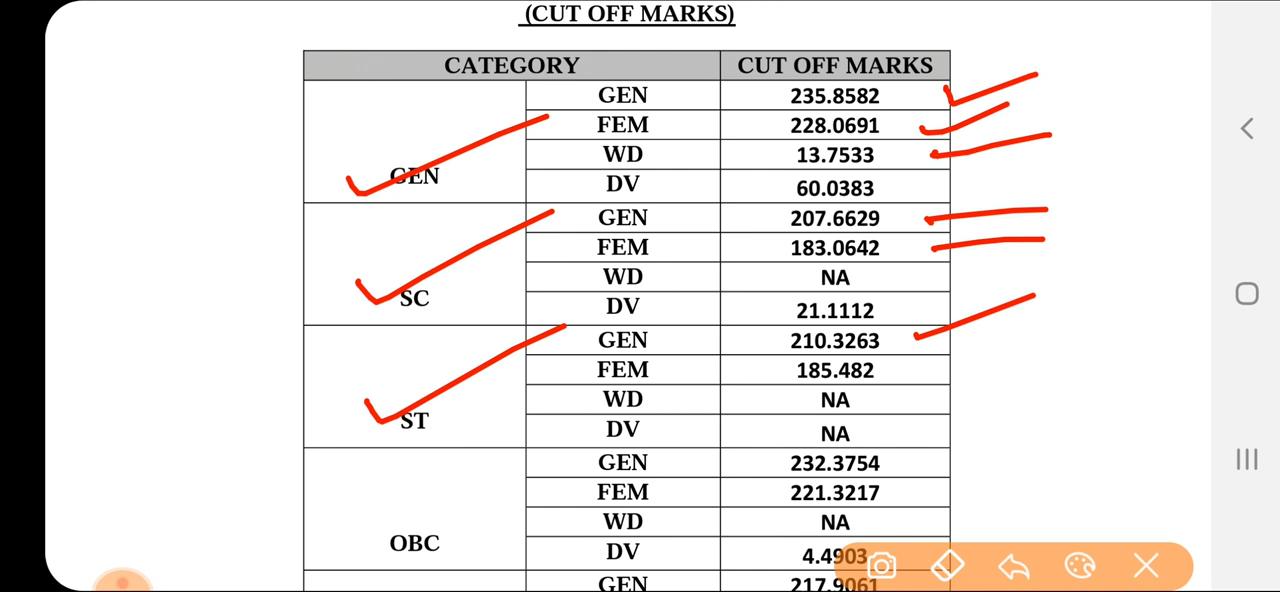 (CUT OFF MARKS)
CATEGORY CUT OFF MARKS
GEN GEN 235.8582
FEM 228.0691
WD 13.7533
DV 60.0383
SC GEN 207.6629
FEM 183.0642
WD NA
DV 21.1112
ST GEN 210.3263
FEM 185.482
WD NA
DV NA
OBC GEN 232.3754
FEM 221.3217
WD NA
DV 4.4903
GEN 217.9061